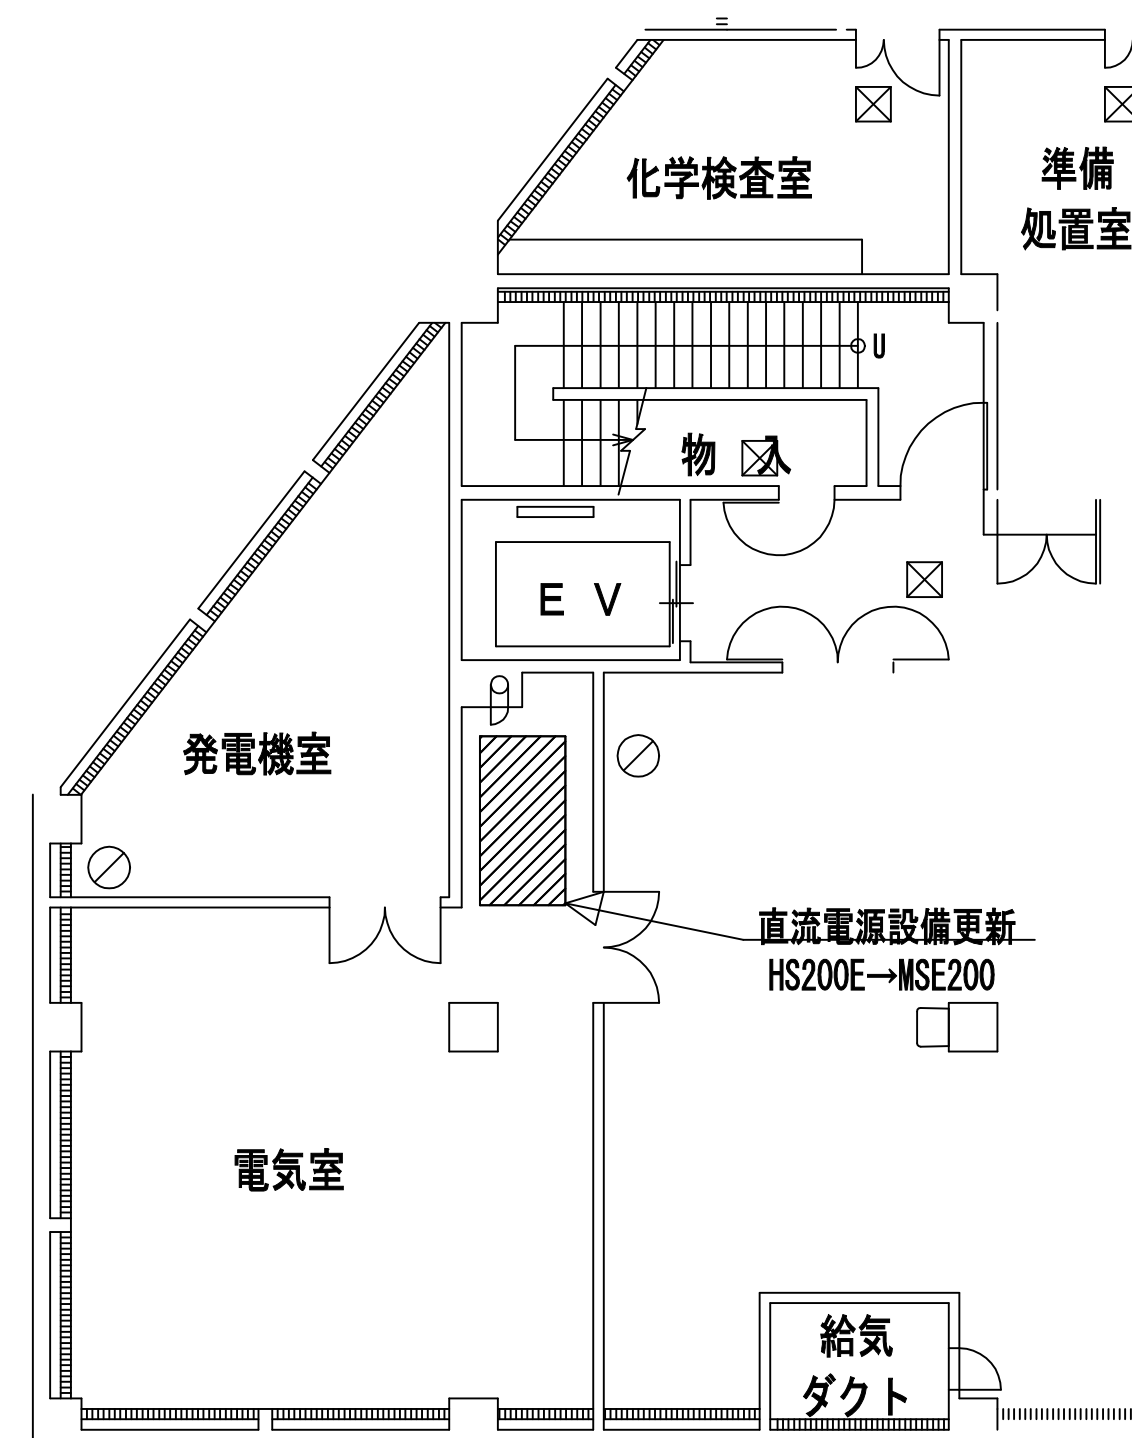 化学検査室
準備
処置室
U
物 入
E V
発電機室
直流電源設備更新
HS200E→MSE200
電気室
給気
ダクト